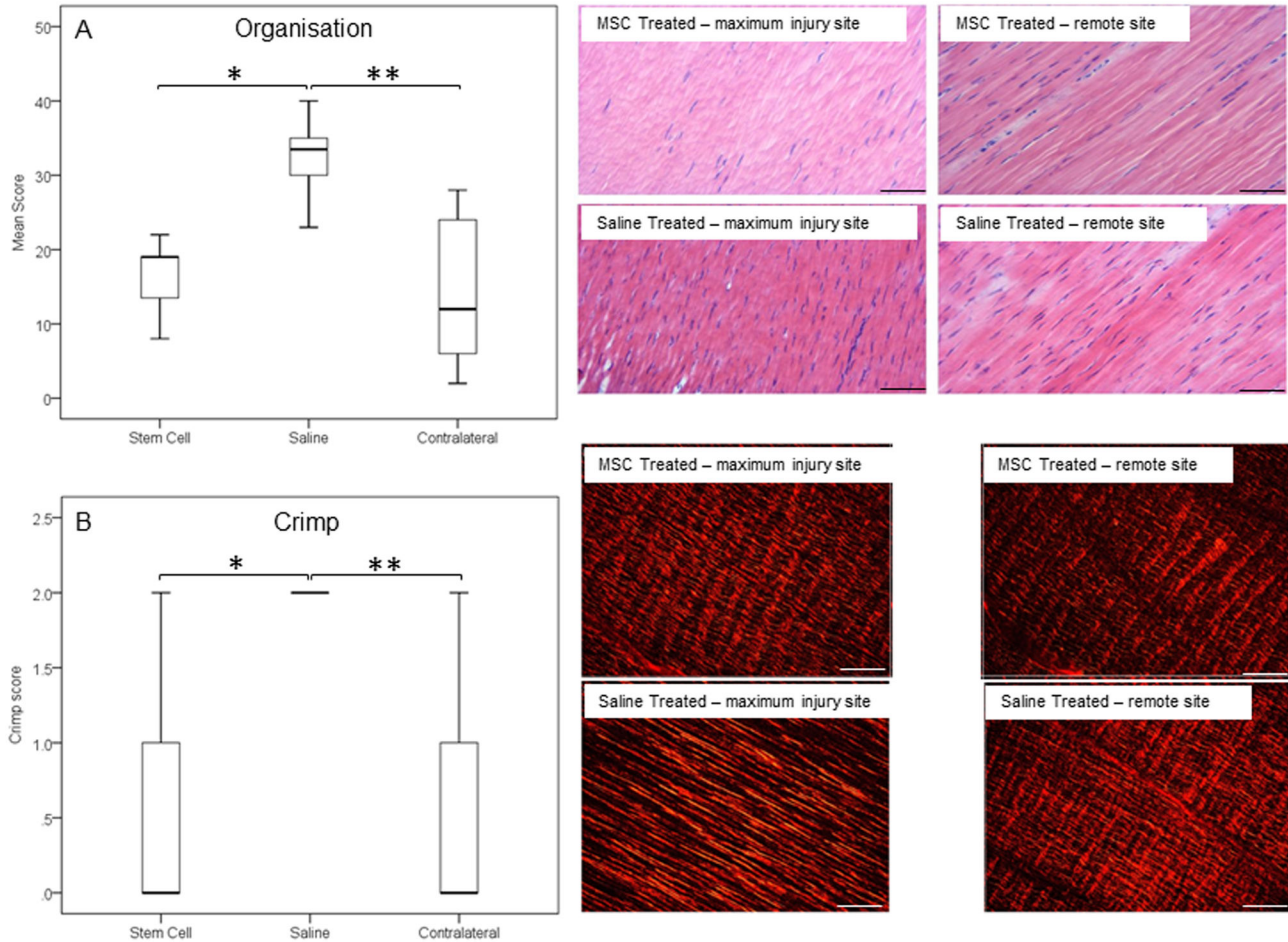 A
Organisation
*
**
50
40
30
20
10
0
Mean Score
Stem Cell
Saline
Contralateral
MSC Treated – maximum injury site
MSC Treated – remote site
Saline Treated – maximum injury site
Saline Treated – remote site
B
Crimp
*
**
2.5
2.0
1.5
1.0
.5
.0
Crimp score
Stem Cell
Saline
Contralateral
MSC Treated – maximum injury site
MSC Treated – remote site
Saline Treated – maximum injury site
Saline Treated – remote site